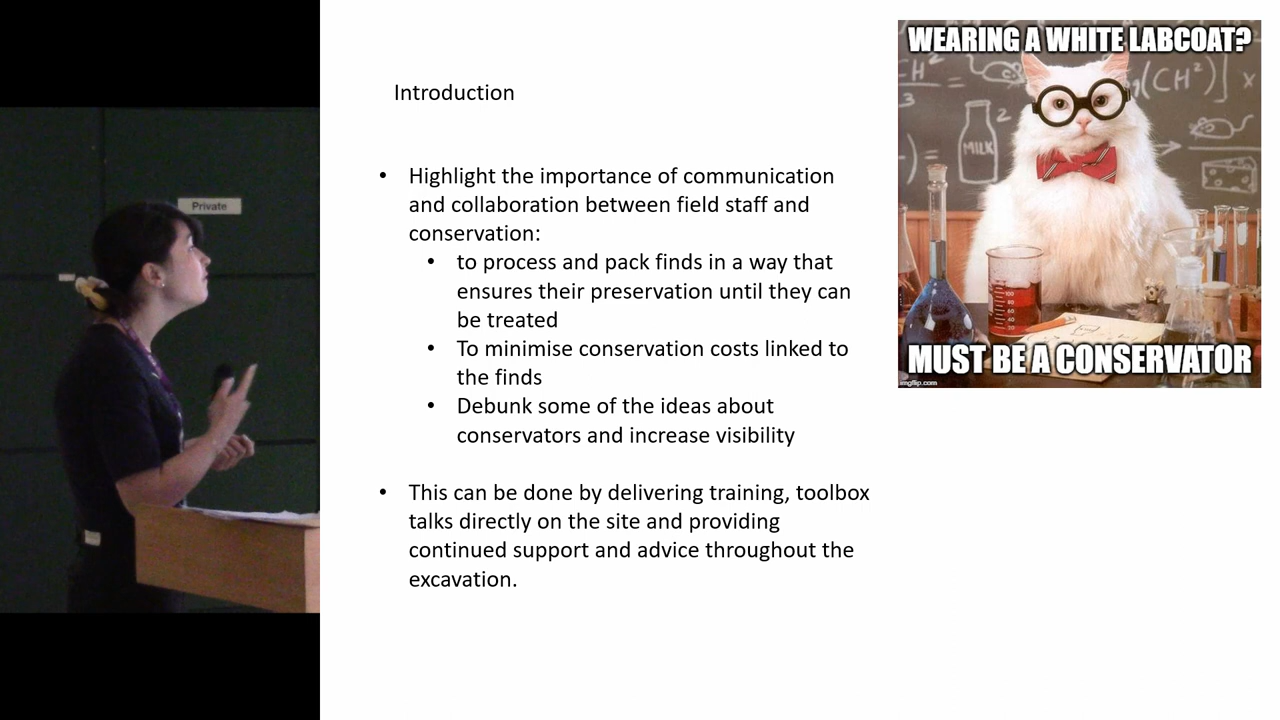 Private
Introduction
• Highlight the importance of communication
and collaboration between field staff and
conservation:
• to process and pack finds in a way that
ensures their preservation until they can
be treated
• To minimise conservation costs linked to
the finds
• Debunk some of the ideas about
conservators and increase visibility
• This can be done by delivering training, toolbox
talks directly on the site and providing
continued support and advice throughout the
excavation.
WEARING A WHITE LABCOAT?
MILK
MUST BE A CONSERVATOR
imgflip.com